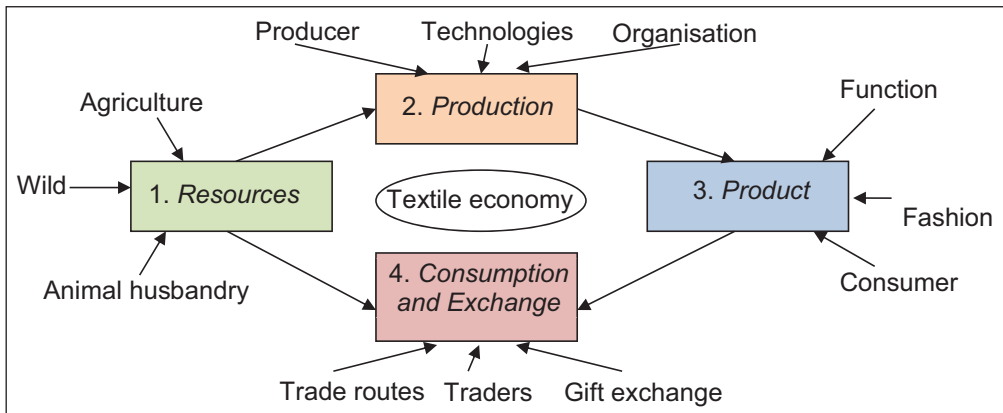 Producer
Technologies
Organisation
Agriculture
2. Production
Function
Wild
1. Resources
Textile economy
3. Product
Fashion
Animal husbandry
4. Consumption
and Exchange
Consumer
Trade routes
Traders
Gift exchange